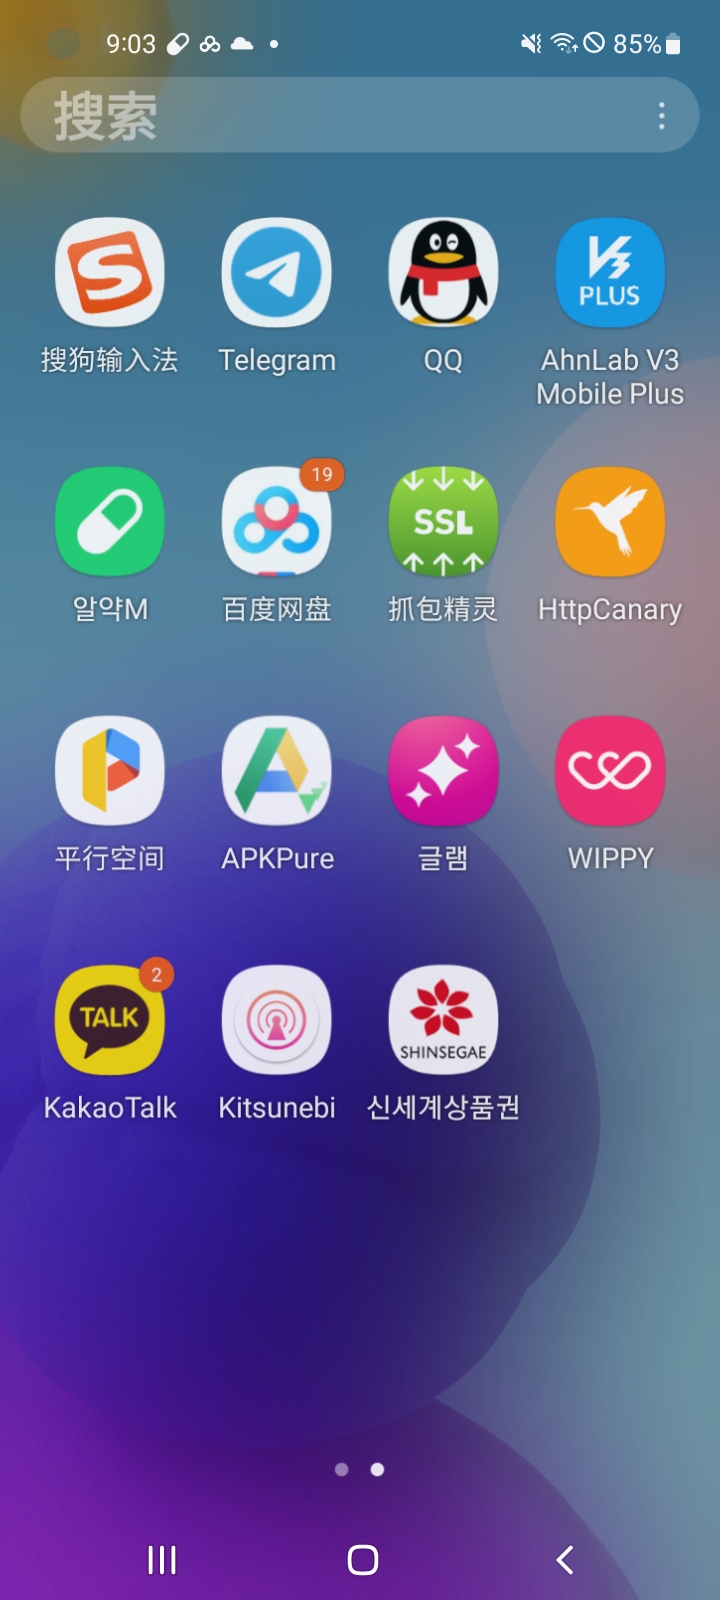 9:03
85%
搜索
搜狗输入法
Telegram
QQ
PLUS
AhnLab V3
Mobile Plus
알약M
19
百度网盘
SSL
抓包精灵
HttpCanary
平行空间
APKPure
글램
WIPPY
TALK
2
KakaoTalk
Kitsunebi
SHINSEGAE
신세계상품권